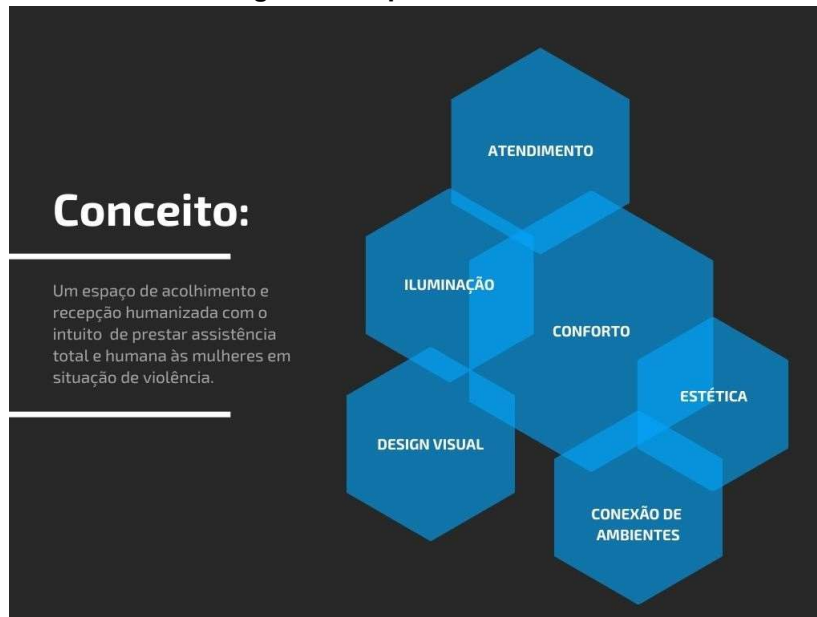 Conceito:
Um espaço de acolhimento e
recepção humanizada com o
intuito de prestar assistência
total e humana às mulheres em
situação de violência.
ATENDIMENTO
ILUMINAÇÃO
CONFORTO
ESTÉTICA
DESIGN VISUAL
CONEXÃO DE
AMBIENTES